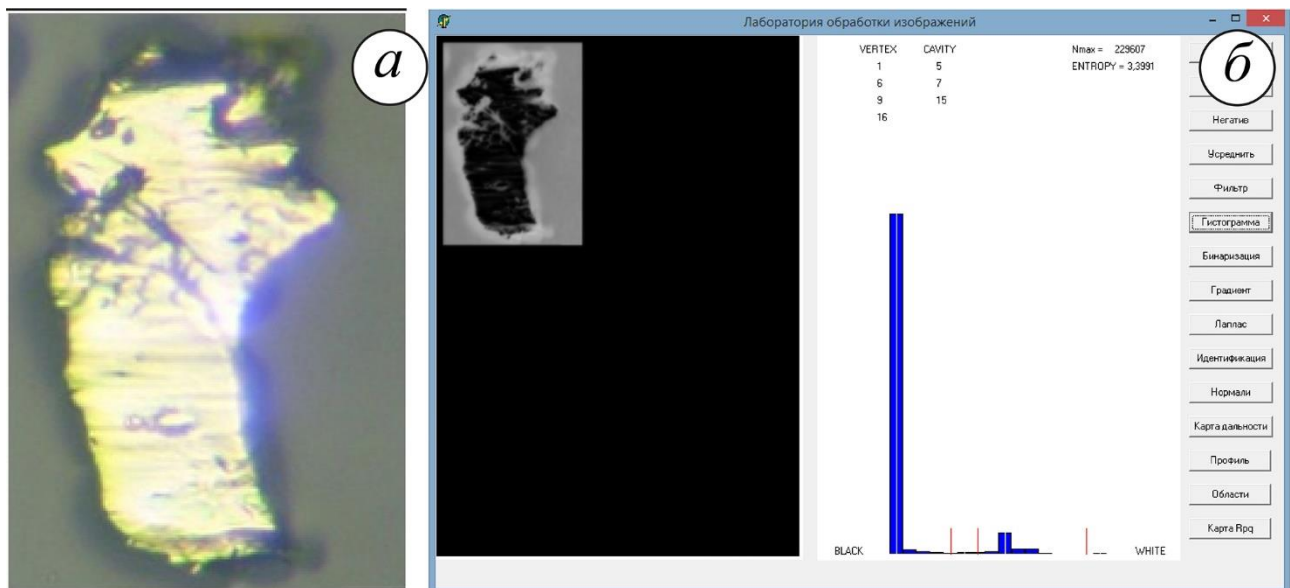 а
Лаборатория обработки изображений
б
VERTEX CAVITY
1 5
6 7
9 15
16
Nmax = 229607
ENTROPY = 3,3991
BLACK
WHITE
Негатив
Усреднить
Фильтр
Гистограмма
Бинаризация
Градиент
Лаплас
Идентификация
Нормали
Карта дальности
Профиль
Области
Карта Rpq